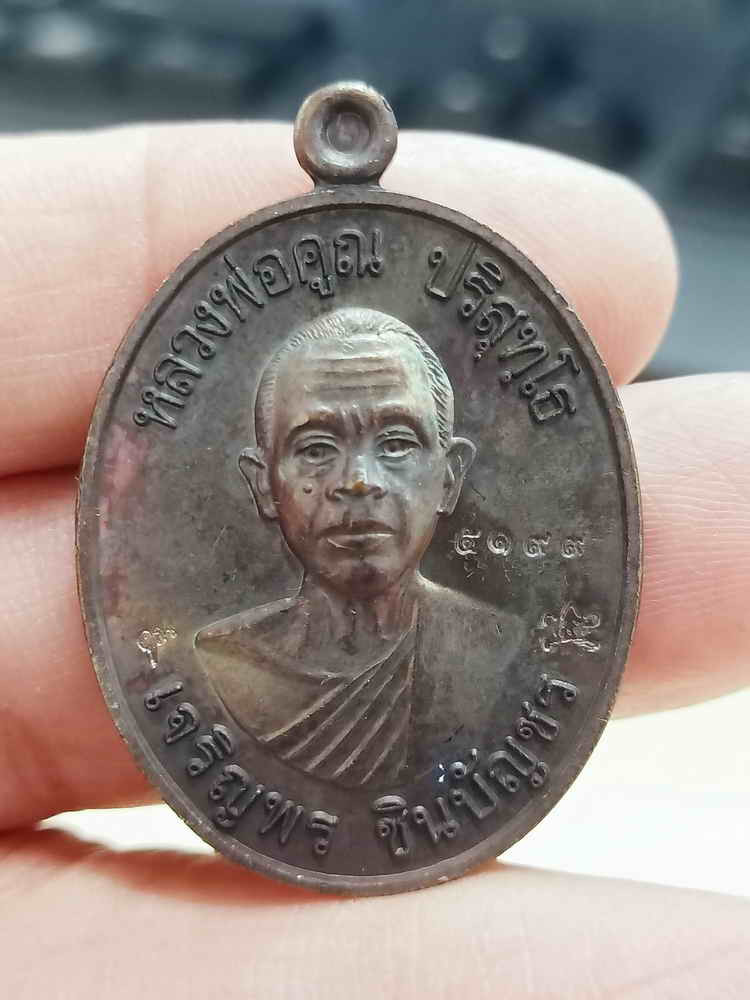 หลวงพ่อคูณ ปริสุทฺโธ
๕๑๙๙
เจริญพร ชินบัญชร